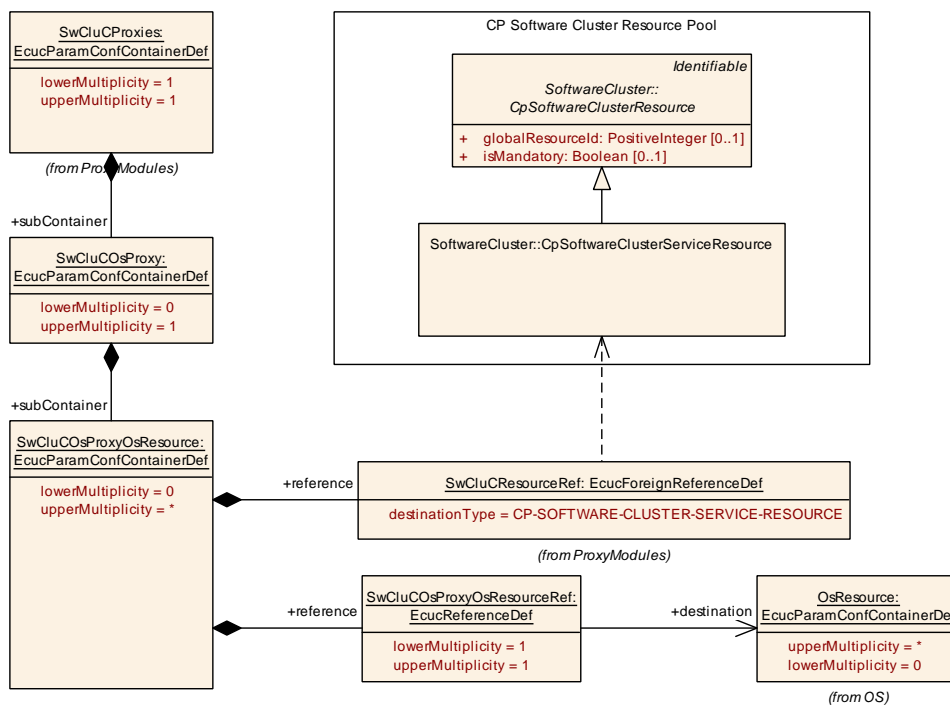 SwCluCProxies:
EcucParamConfContainerDef
lowerMultiplicity = 1
upperMultiplicity = 1
(from ProxyModules)
+subContainer
SwCluCOsProxy:
EcucParamConfContainerDef
lowerMultiplicity = 0
upperMultiplicity = 1
+subContainer
SwCluCOsProxyOsResource:
EcucParamConfContainerDef
lowerMultiplicity = 0
upperMultiplicity = *
CP Software Cluster Resource Pool
Identifiable
SoftwareCluster::
CpSoftwareClusterResource
+ globalResourceId: PositiveInteger [0..1]
+ isMandatory: Boolean [0..1]
SoftwareCluster::CpSoftwareClusterServiceResource
+reference
SwCluCResourceRef: EcucForeignReferenceDef
destinationType = CP-SOFTWARE-CLUSTER-SERVICE-RESOURCE
(from ProxyModules)
+reference
SwCluCOsProxyOsResourceRef:
EcucReferenceDef
lowerMultiplicity = 1
upperMultiplicity = 1
+destination
OsResource:
EcucParamConfContainerDef
upperMultiplicity = *
lowerMultiplicity = 0
(from OS)